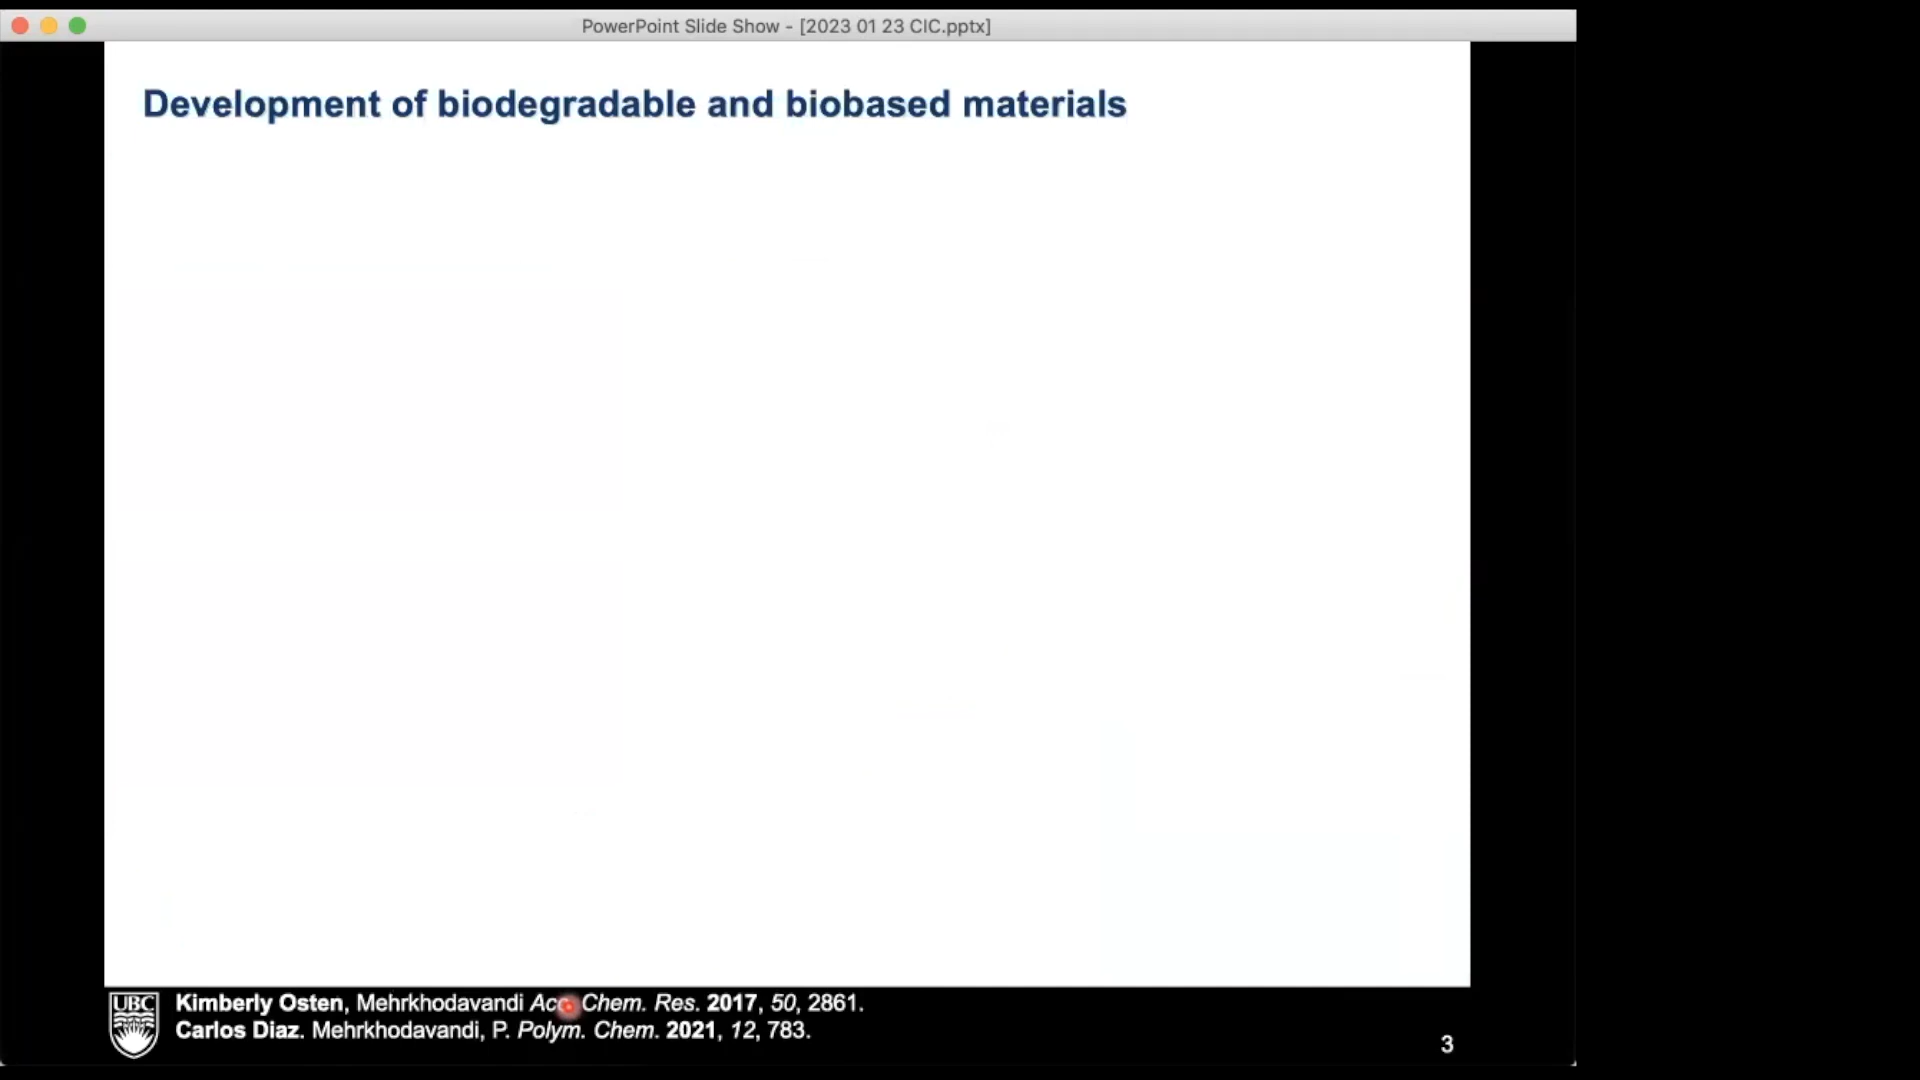 PowerPoint Slide Show - [2023 01 23 CIC.pptx]
Development of biodegradable and biobased materials
UBC
Kimberly Osten, Mehrkhodavandi Acc. Chem. Res. 2017, 50, 2861.
Carlos Diaz. Mehrkhodavandi, P. Polym. Chem. 2021, 12, 783.
3